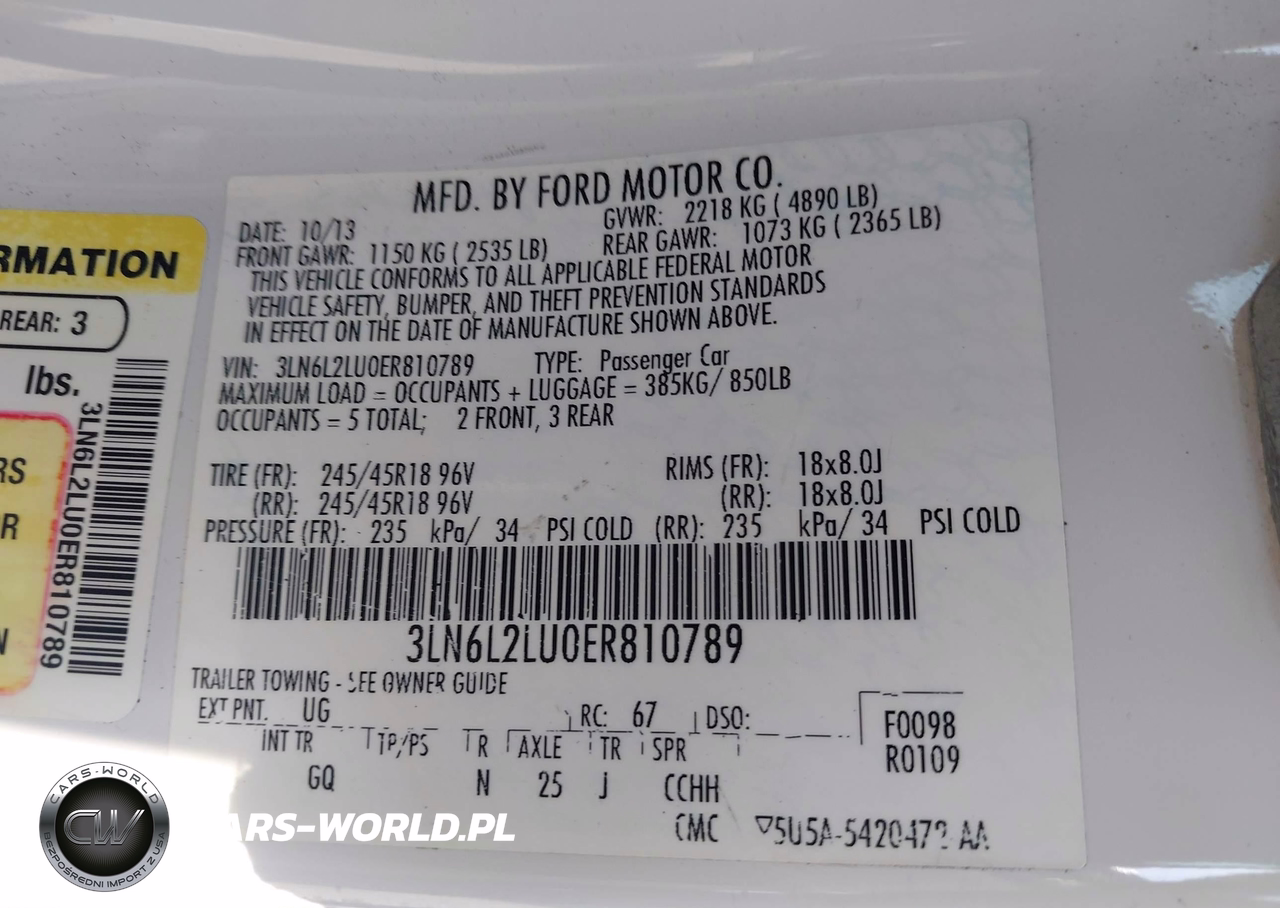 MFD. BY FORD MOTOR CO.
DATE: 10/13
GVWR: 2218 KG ( 4890 LB)
FRONT GAWR: 1150 KG ( 2535 LB)
REAR GAWR: 1073 KG ( 2365 LB)
THIS VEHICLE CONFORMS TO ALL APPLICABLE FEDERAL MOTOR
VEHICLE SAFETY, BUMPER, AND THEFT PREVENTION STANDARDS
IN EFFECT ON THE DATE OF MANUFACTURE SHOWN ABOVE.
VIN: 3LN6L2LU0ER810789 TYPE: Passenger Car
MAXIMUM LOAD = OCCUPANTS + LUGGAGE = 385KG/ 850LB
OCCUPANTS = 5 TOTAL; 2 FRONT, 3 REAR
TIRE (FR): 245/45R18 96V RIMS (FR): 18x8.0J
(RR): 245/45R18 96V (RR): 18x8.0J
PRESSURE (FR): 235 kPa/ 34 PSI COLD (RR): 235 kPa/ 34 PSI COLD
3LN6L2LU0ER810789
TRAILER TOWING - SEE OWNER GUIDE
EXT PNT. UG RC: 67 DSO:
F0098
R0109
INT TR TP/PS R AXLE TR SPR
GQ N 25 J CCHH
CMC 5U5A-5420472-AA
RMATION
REAR: 3
lbs.
RS
R
N
3LN6L2LU0ER810789
CARS-WORLD
CW
BEZPOŚREDNI IMPORT Z USA
ARS-WORLD.PL